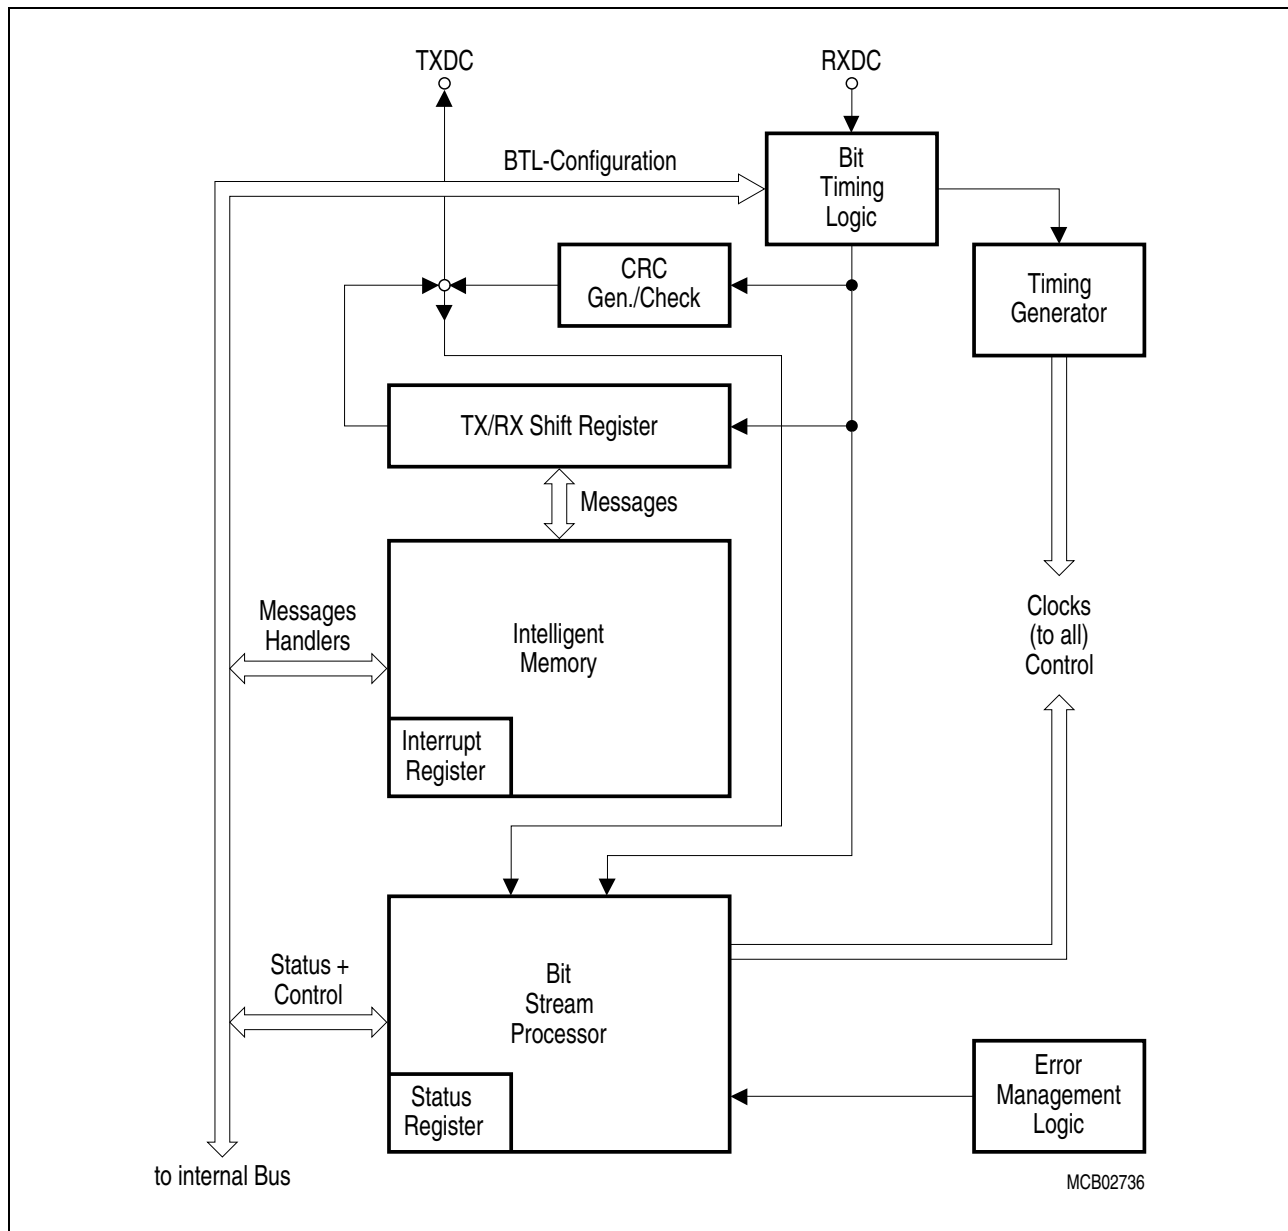 TXDC
RXDC
BTL-Configuration
Bit
Timing
Logic
CRC
Gen./Check
Timing
Generator
TX/RX Shift Register
Messages
Messages
Handlers
Intelligent
Memory
Clocks
(to all)
Control
Interrupt
Register
Status +
Control
Bit
Stream
Processor
Status
Register
Error
Management
Logic
to internal Bus
MCB02736